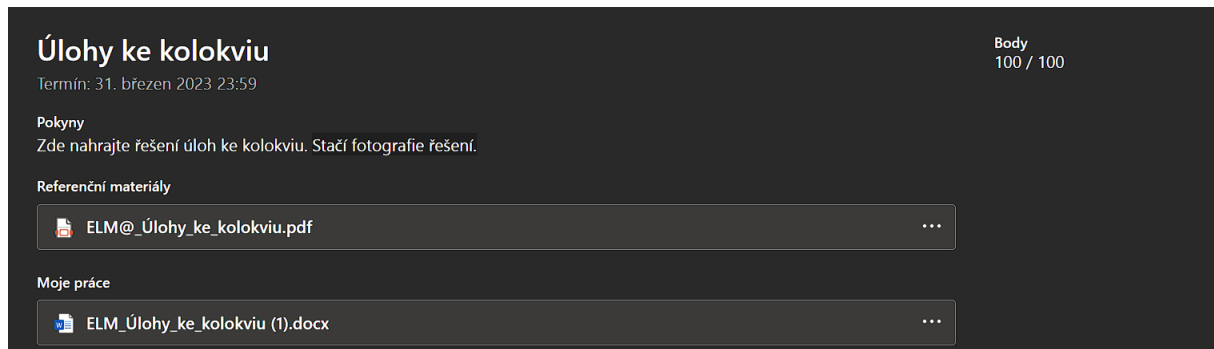 Úlohy ke kolokviu
Termín: 31. březen 2023 23:59
Body
100 / 100
Pokyny
Zde nahrajte řešení úloh ke kolokviu. Stačí fotografie řešení.
Referenční materiály
ELM@_Úlohy_ke_kolokviu.pdf
Moje práce
ELM_Úlohy_ke_kolokviu (1).docx